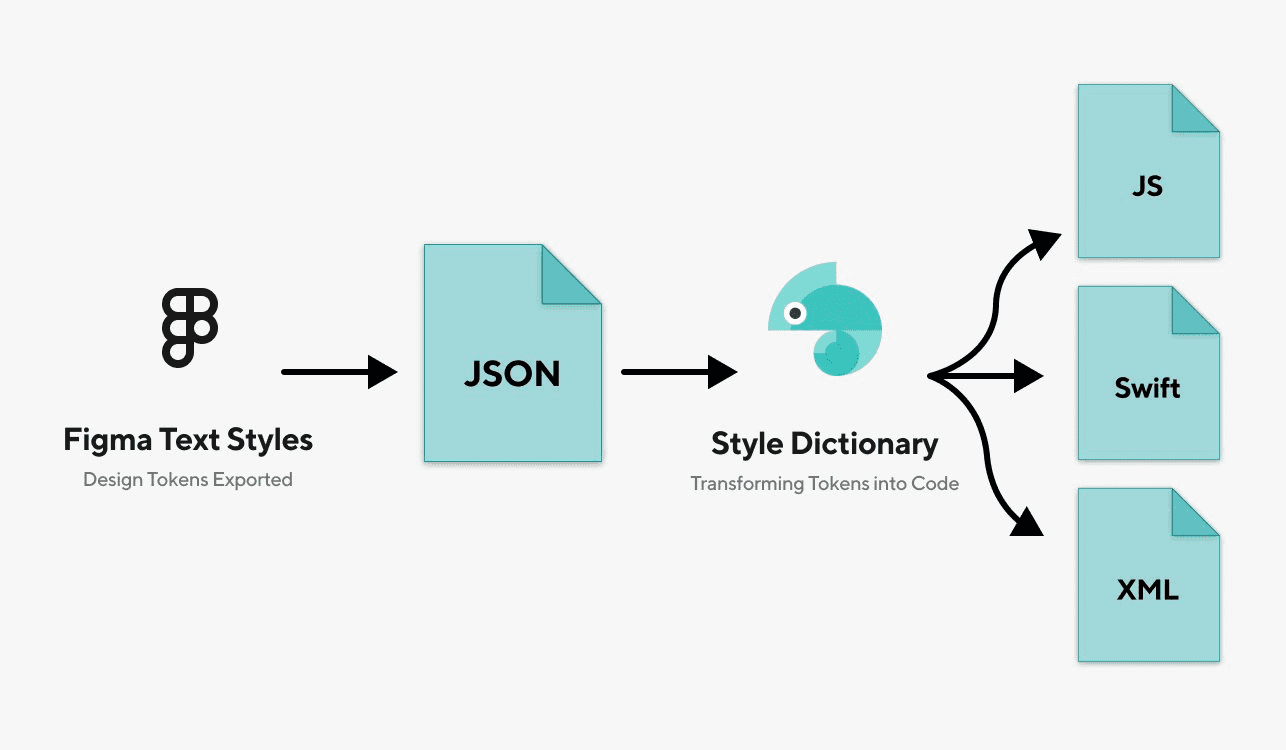 Figma Text Styles
Design Tokens Exported
JSON
Style Dictionary
Transforming Tokens into Code
JS
Swift
XML